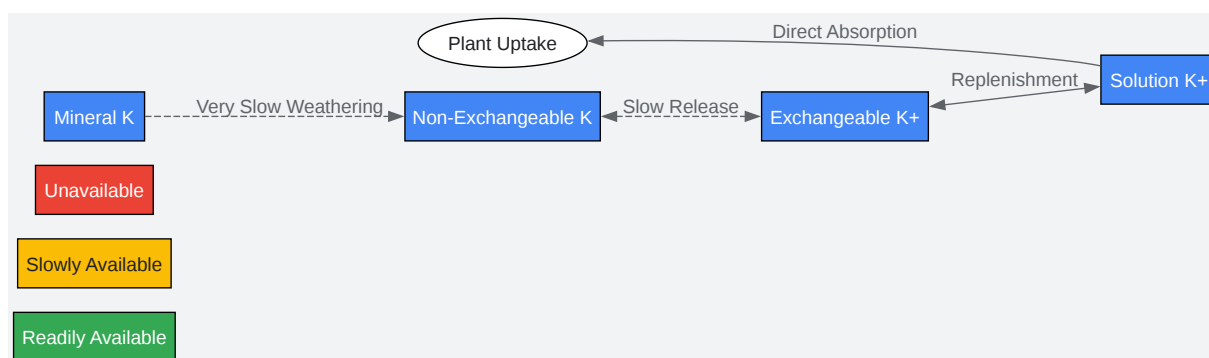 Direct Absorption
Plant Uptake
Replenishment
Solution K+
Mineral K
Very Slow Weathering
Non-Exchangeable K
Slow Release
Exchangeable K+
Unavailable
Slowly Available
Readily Available